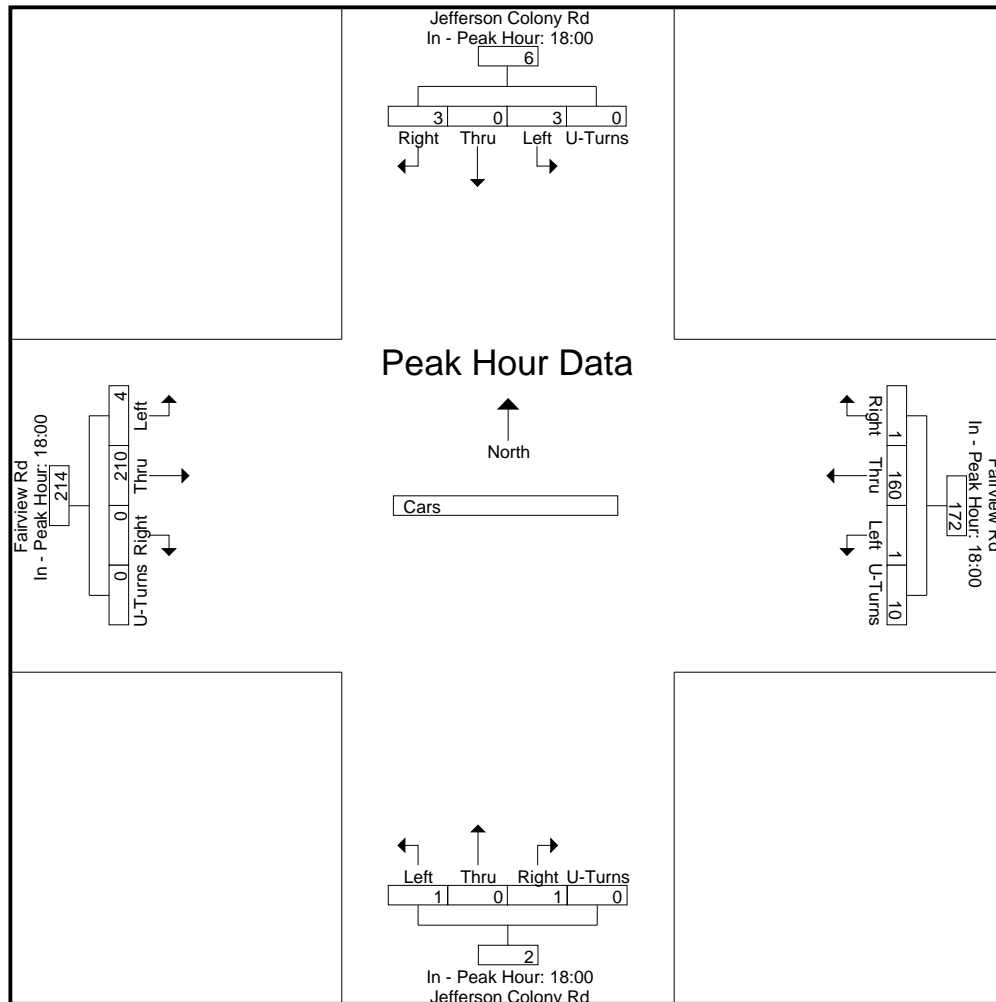 Jefferson Colony Rd
In - Peak Hour: 18:00
6
3 0 3 0
Right Thru Left U-Turns
Peak Hour Data
North
Cars
Fairview Rd
In - Peak Hour: 18:00
214
4 210 0 0
Left Thru Right U-Turns
Right Thru Left U-Turns
1 160 1 10
172
In - Peak Hour: 18:00
Fairview Rd
Left Thru Right U-Turns
1 0 1 0
2
In - Peak Hour: 18:00
Jefferson Colony Rd